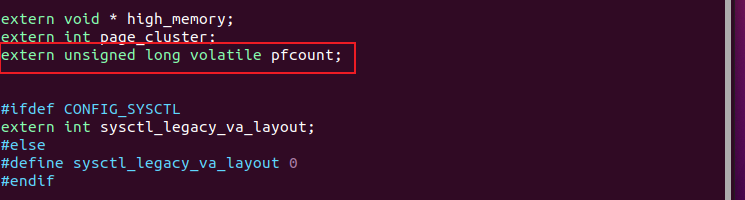 extern void * high_memory;
extern int page_cluster;
extern unsigned long volatile pfcount;
#ifdef CONFIG_SYSCTL
extern int sysctl_legacy_va_layout;
#else
#define sysctl_legacy_va_layout 0
#endif